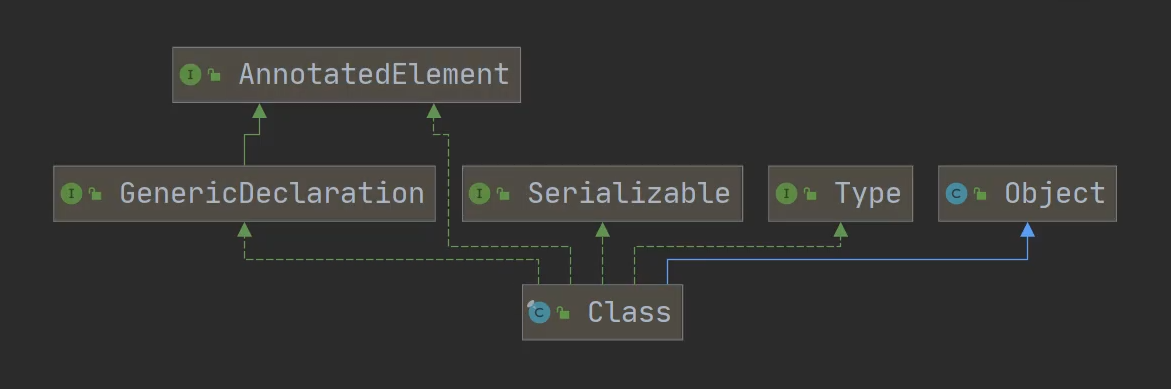 I AnnotatedElement
I GenericDeclaration
I Serializable
I Type
C Object
C Class